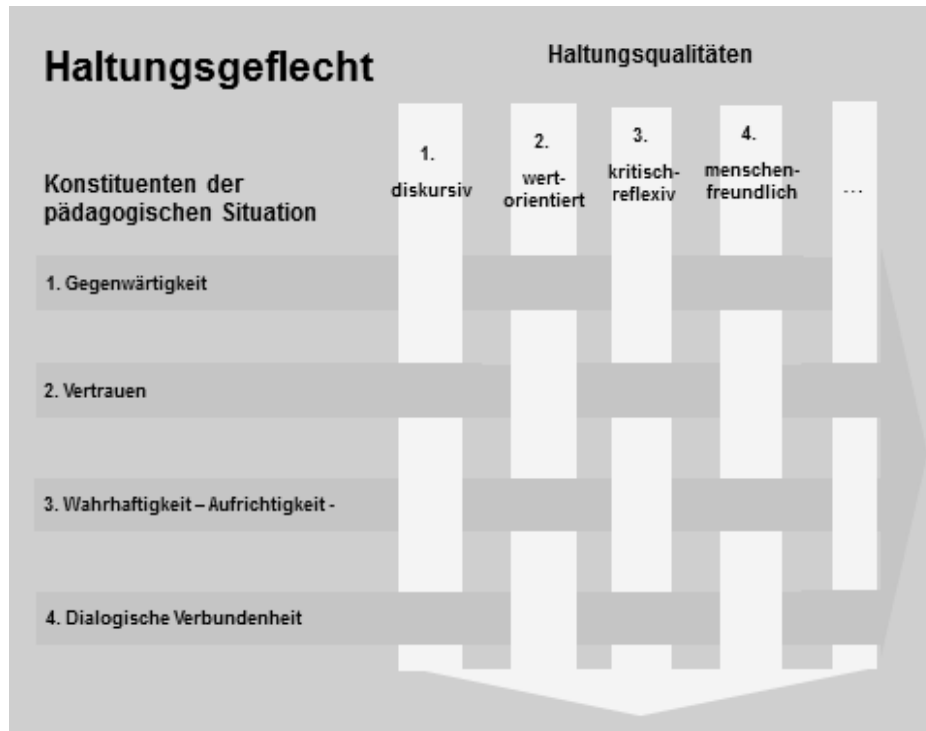 Haltungsgeflecht
Haltungsqualitäten
Konstituenten der
pädagogischen Situation
1.
diskursiv
2.
wert-
orientiert
3.
kritisch-
reflexiv
4.
menschen-
freundlich
...
1. Gegenwärtigkeit
2. Vertrauen
3. Wahrhaftigkeit – Aufrichtigkeit -
4. Dialogische Verbundenheit